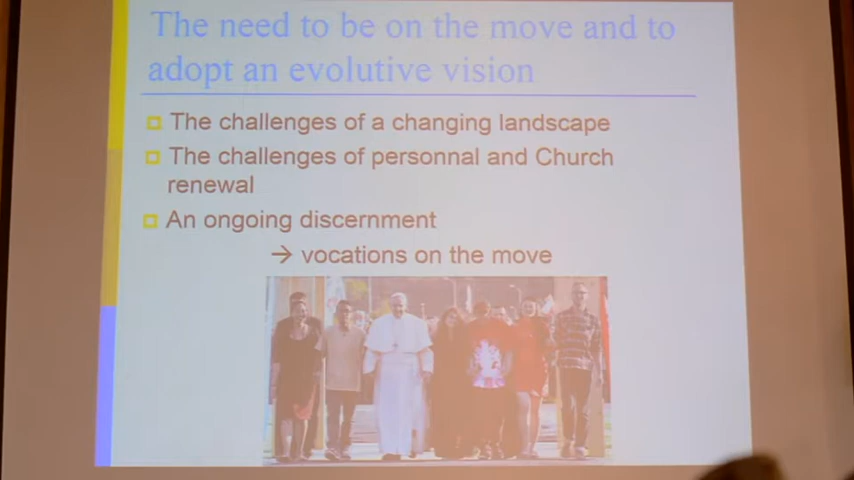 The need to be on the move and to
adopt an evolutive vision
The challenges of a changing landscape
The challenges of personnal and Church
renewal
An ongoing discernment
→ vocations on the move